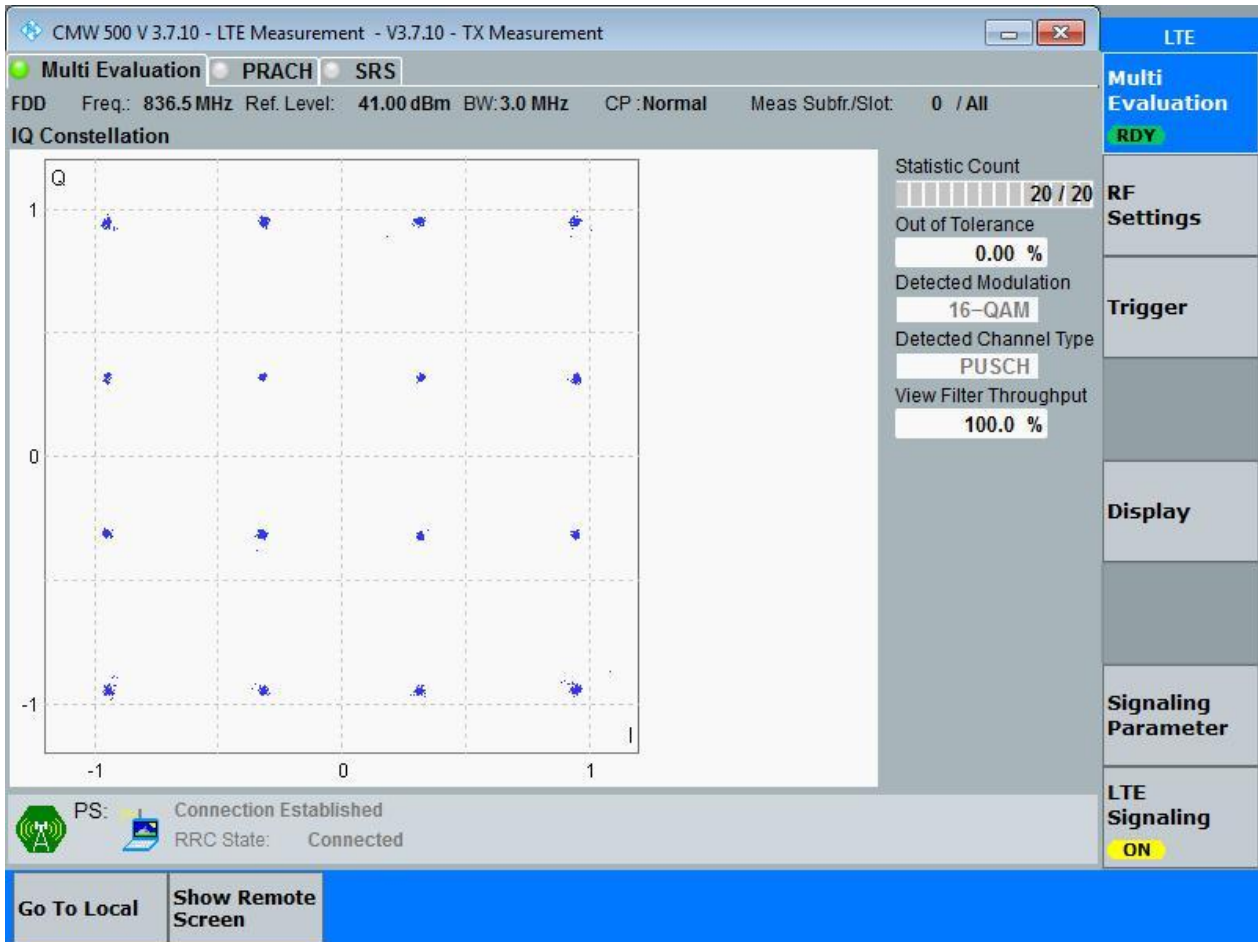 CMW 500 V 3.7.10 - LTE Measurement - V3.7.10 - TX Measurement
LTE
Multi Evaluation PRACH SRS
Multi
Evaluation
RDY
FDD Freq.: 836.5 MHz Ref. Level: 41.00 dBm BW: 3.0 MHz CP : Normal Meas Subfr./Slot: 0 / All
IQ Constellation
Q
1
0
-1
I
-1 0 1
Statistic Count
20 / 20
Out of Tolerance
0.00 %
Detected Modulation
16-QAM
Detected Channel Type
PUSCH
View Filter Throughput
100.0 %
RF
Settings
Trigger
Display
Signaling
Parameter
LTE
Signaling
ON
PS: Connection Established
RRC State: Connected
Go To Local
Show Remote
Screen